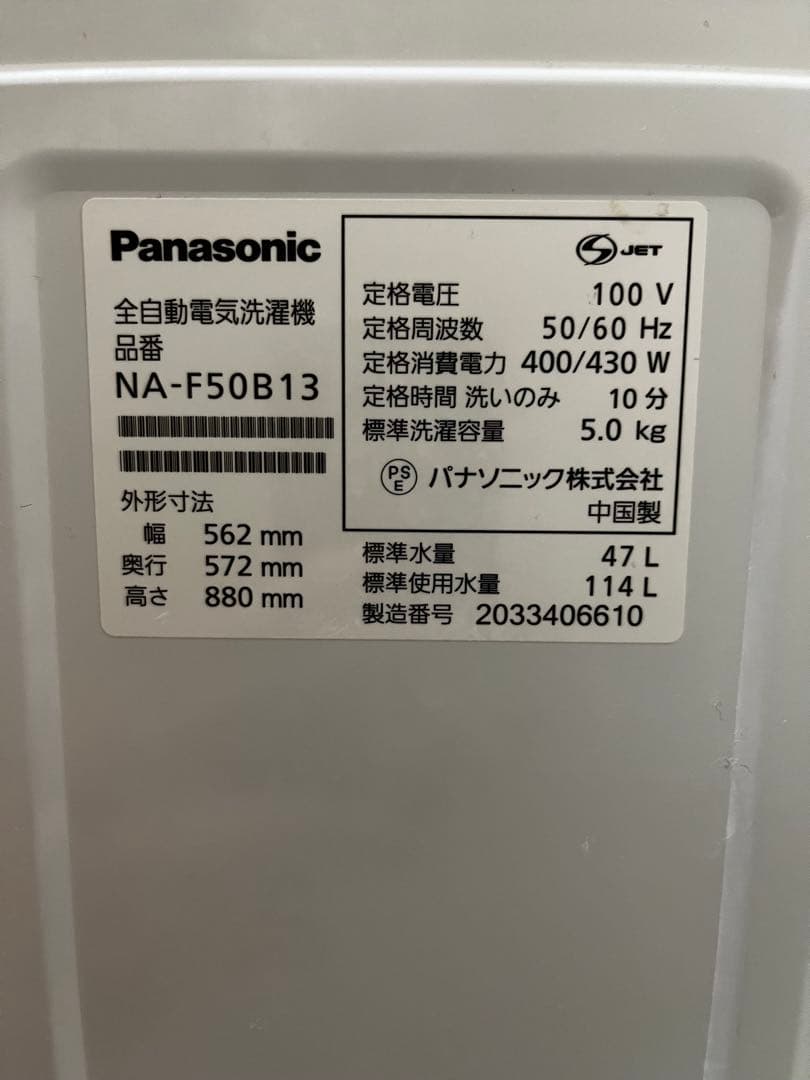 Panasonic
全自動電気洗濯機
品番
NA-F50B13
外形寸法
幅 562 mm
奥行 572 mm
高さ 880 mm
S JET
定格電圧 100 V
定格周波数 50/60 Hz
定格消費電力 400/430 W
定格時間 洗いのみ 10 分
標準洗濯容量 5.0 kg
PS E パナソニック株式会社
中国製
標準水量 47 L
標準使用水量 114 L
製造番号 2033406610